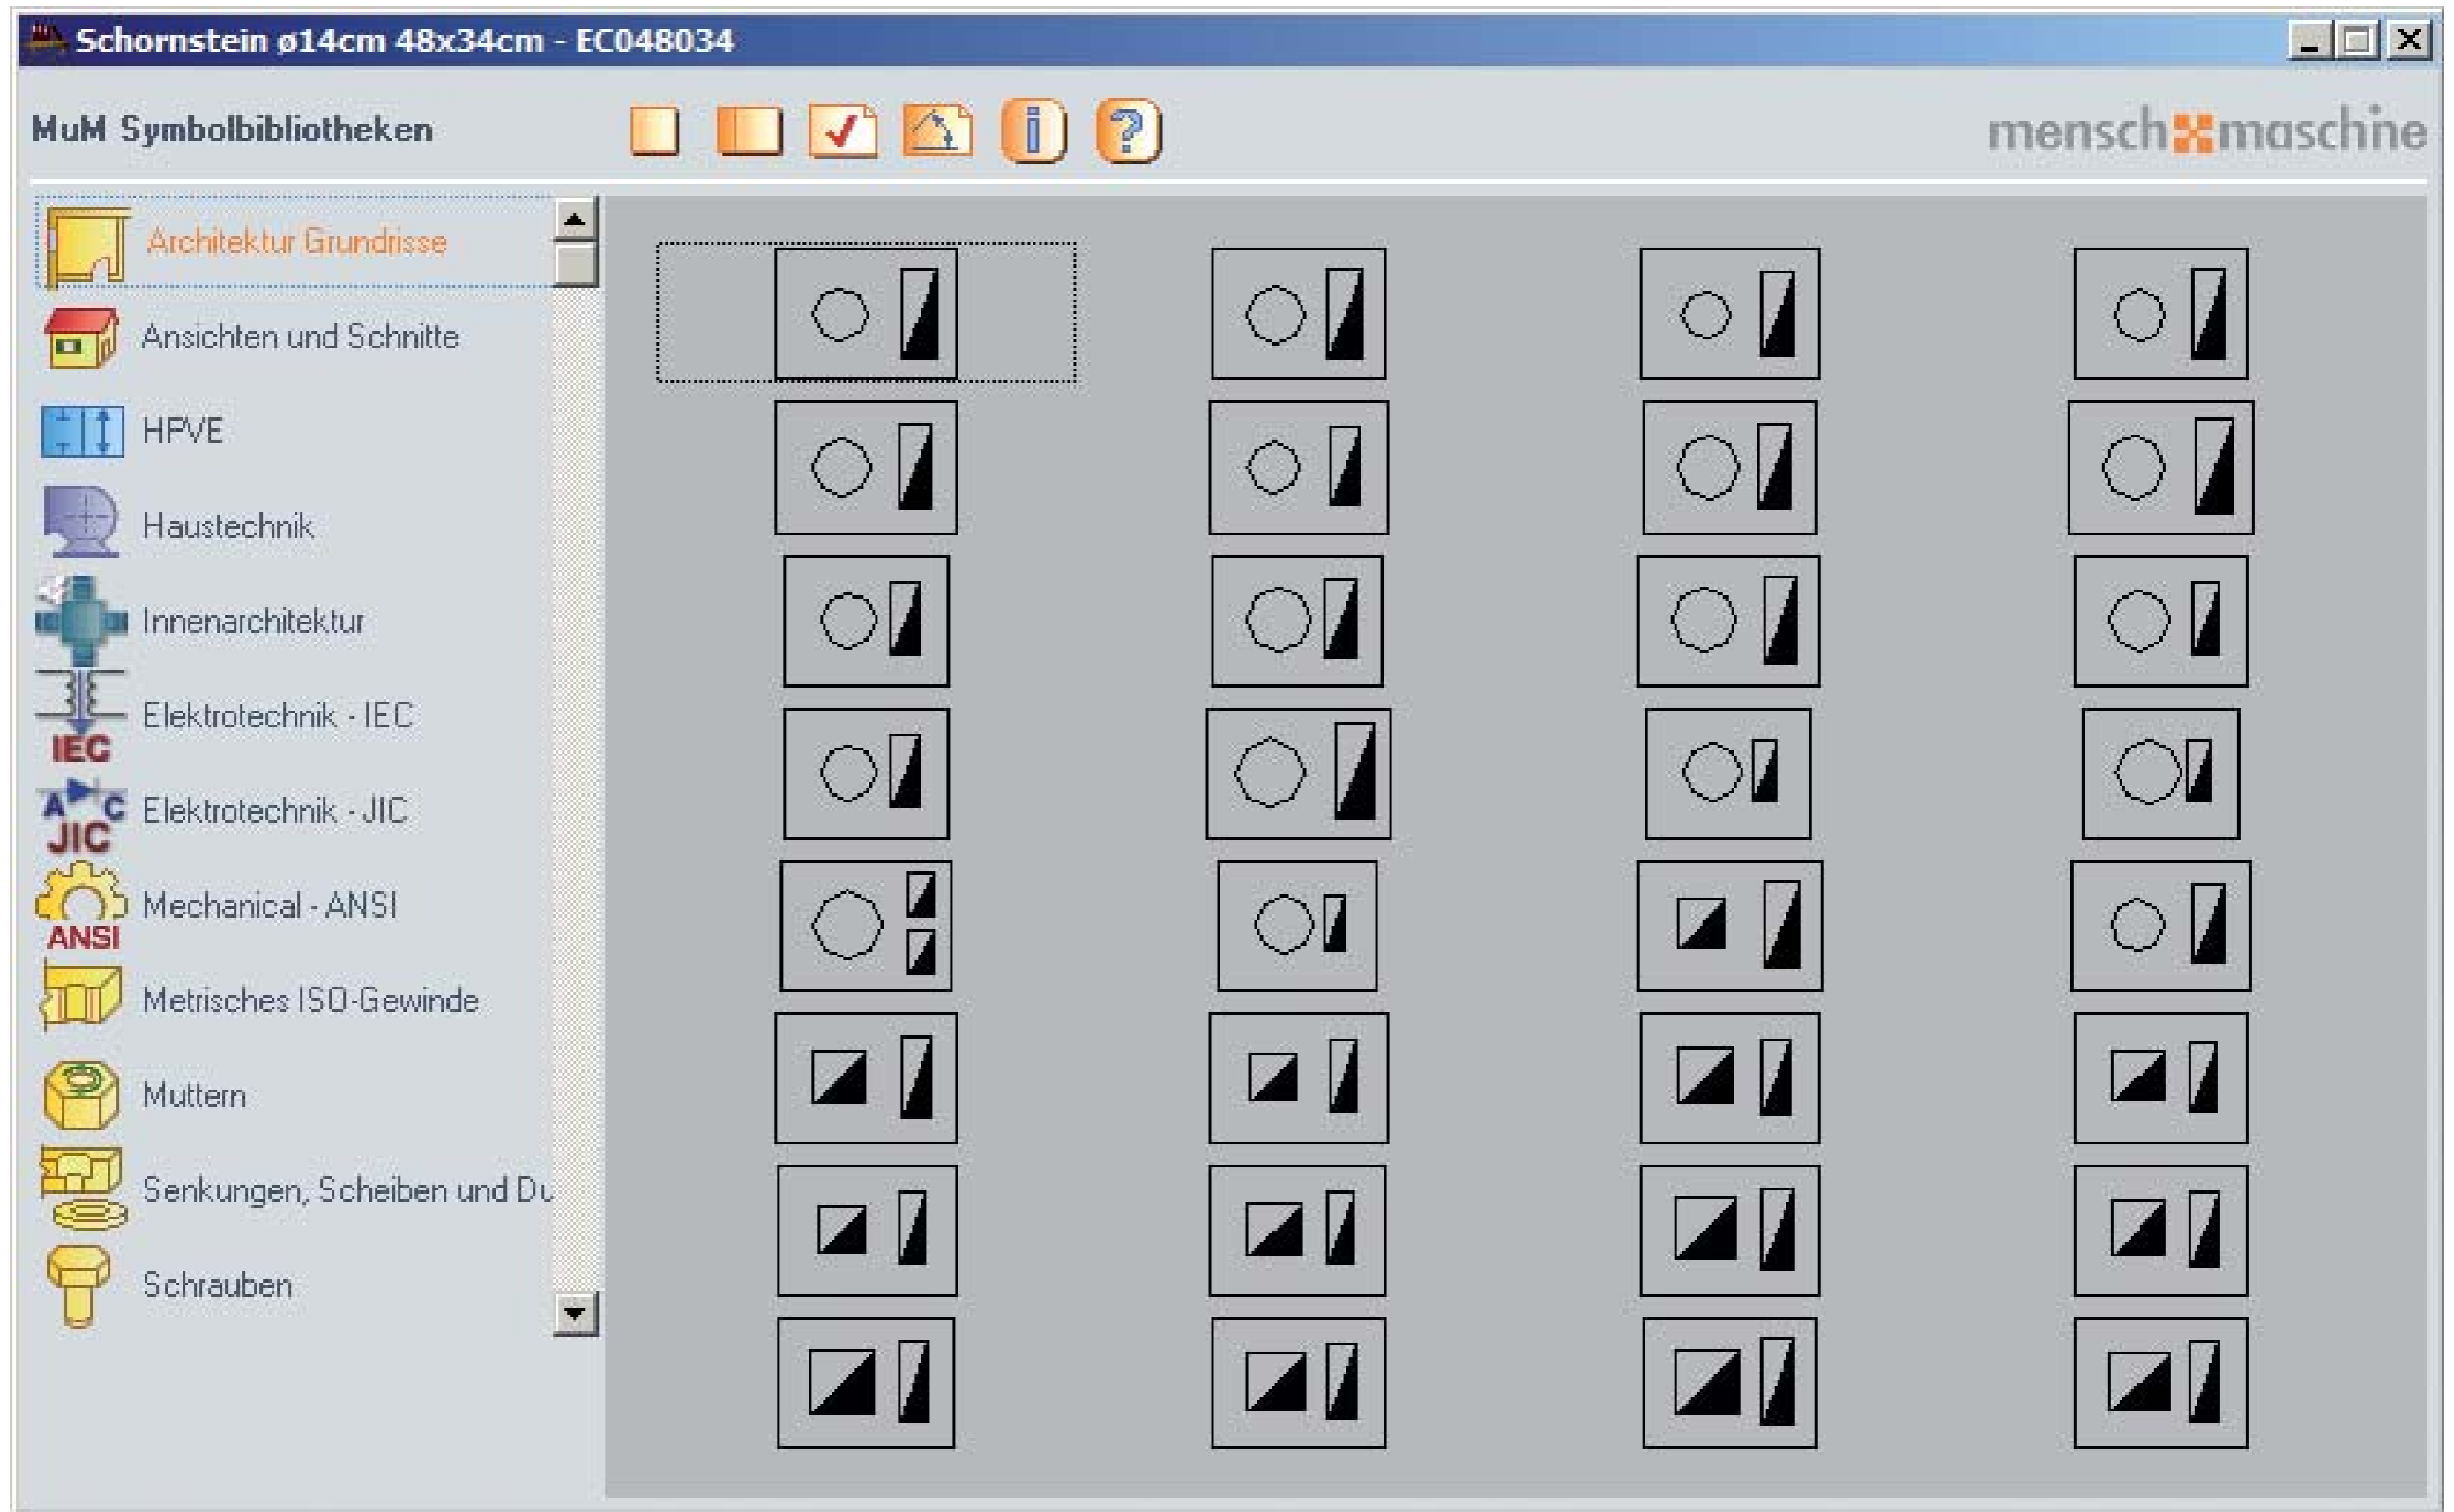 Schornstein ø14cm 48x34cm - EC048034
MuM Symbolbibliotheken
i ?
mensch maschine
Architektur Grundrisse
Ansichten und Schnitte
HPVE
Haustechnik
Innenarchitektur
IEC
Elektrotechnik - IEC
A C
JIC
Elektrotechnik - JIC
ANSI
Mechanical - ANSI
Metrisches ISO-Gewinde
Muttern
Senkungen, Scheiben und Du
Schrauben